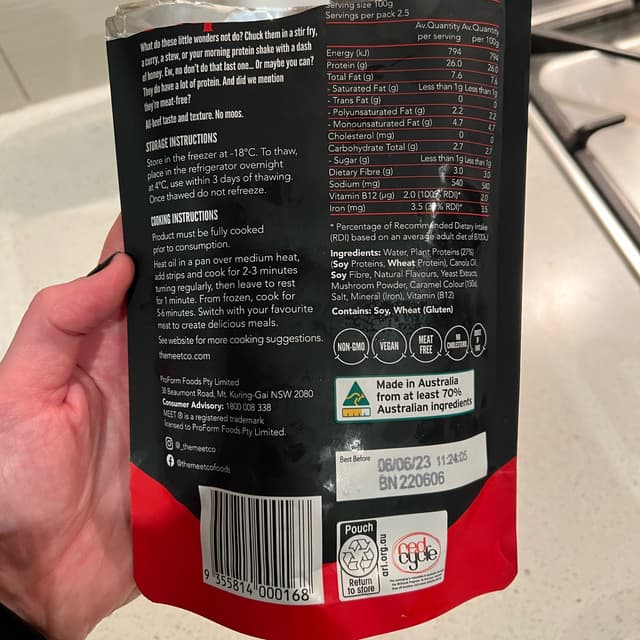 What do these little wonders not do? Chuck them in a stir fry,
a curry, a stew, or your morning protein shake with a dash
of honey. Ew, no don't do that last one... Or maybe you can?
They do have a lot of protein. And did we mention
they're meat-free?
All beef taste and texture. No moos.
STORAGE INSTRUCTIONS
Store in the freezer at -18°C. To thaw,
place in the refrigerator overnight
at 4°C, use within 3 days of thawing.
Once thawed do not refreeze.
COOKING INSTRUCTIONS
Product must be fully cooked
prior to consumption.
Heat oil in a pan over medium heat,
add strips and cook for 2-3 minutes
turning regularly, then leave to rest
for 1 minute. From frozen, cook for
5-6 minutes. Switch with your favourite
meat to create delicious meals.
See website for more cooking suggestions.
themeetco.com
ProForm Foods Pty Limited
38 Beaumont Road, Mt. Kuring-Gai NSW 2080
Consumer Advisory: 1800 008 338
MEET ® is a registered trademark
licensed to ProForm Foods Pty Limited.
@_themeetco
@themeetcofoods
9 355814 000168
Serving size 100g
Servings per pack 2.5
Av.Quantity Av.Quantity
per serving per 100g
Energy (kJ) 794 794
Protein (g) 26.0 26.0
Total Fat (g) 7.6 7.6
- Saturated Fat (g) Less than 1g Less than 1g
- Trans Fat (g) 0 0
- Polyunsaturated Fat (g) 2.2 2.2
- Monounsaturated Fat (g) 4.7 4.7
Cholesterol (mg) 0 0
Carbohydrate Total (g) 2.7 2.7
- Sugar (g) Less than 1g Less than 1g
Dietary Fibre (g) 3.0 3.0
Sodium (mg) 540 540
Vitamin B12 (µg) 2.0 (100% RDI)* 2.0
Iron (mg) 3.5 RDI)* 3.5
* Percentage of Recommended Dietary Intake
(RDI) based on an average adult diet of 8700kJ
Ingredients: Water, Plant Proteins (27%)
(Soy Proteins, Wheat Protein), Canola Oil,
Soy Fibre, Natural Flavours, Yeast Extract,
Mushroom Powder, Caramel Colour (150a),
Salt, Mineral (Iron), Vitamin (B12)
Contains: Soy, Wheat (Gluten)
NON-GMO
VEGAN
MEAT
FREE
NO
CHOLESTEROL
Made in Australia
from at least 70%
Australian ingredients
Best Before
06/06/23 11:24:05
BN 220606
Pouch
Return
to store
arl.org.au
red
cycle